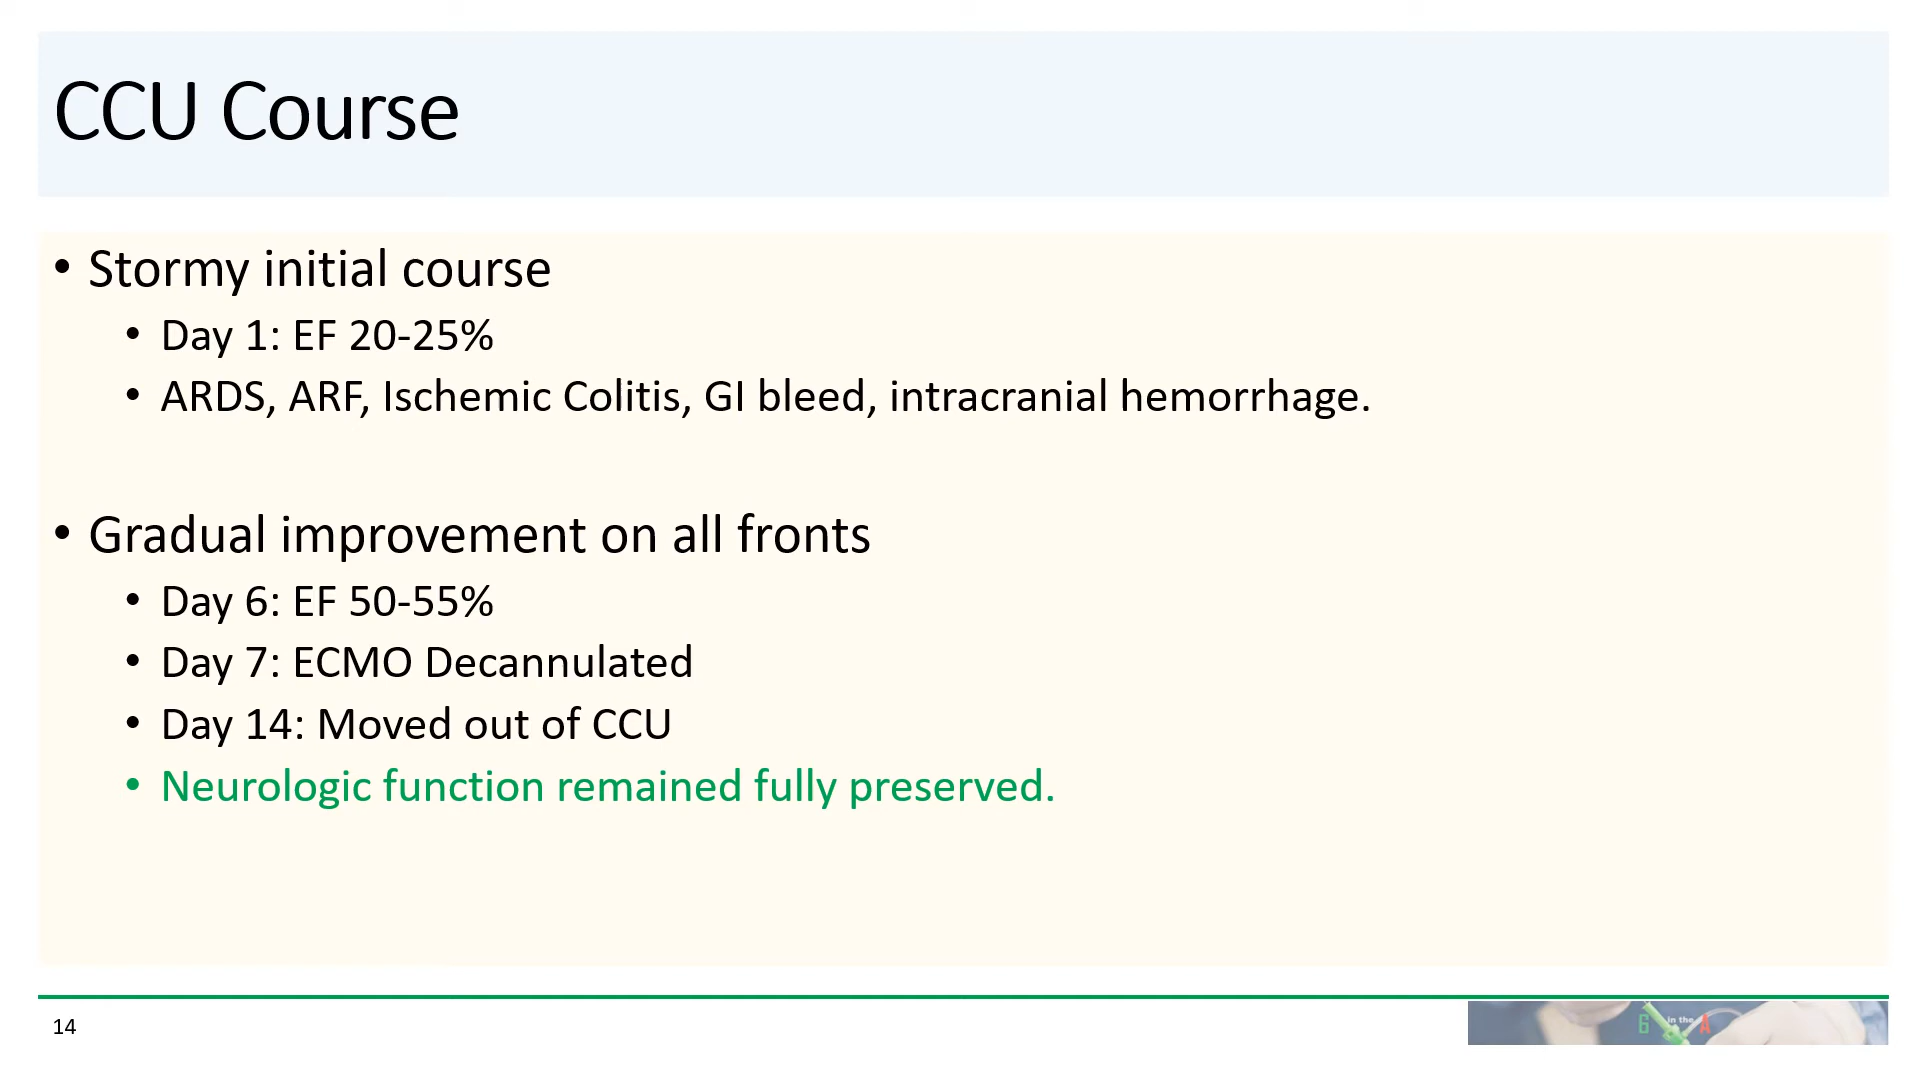 CCU Course
• Stormy initial course
• Day 1: EF 20-25%
• ARDS, ARF, Ischemic Colitis, GI bleed, intracranial hemorrhage.
• Gradual improvement on all fronts
• Day 6: EF 50-55%
• Day 7: ECMO Decannulated
• Day 14: Moved out of CCU
• Neurologic function remained fully preserved.
14
G in the A